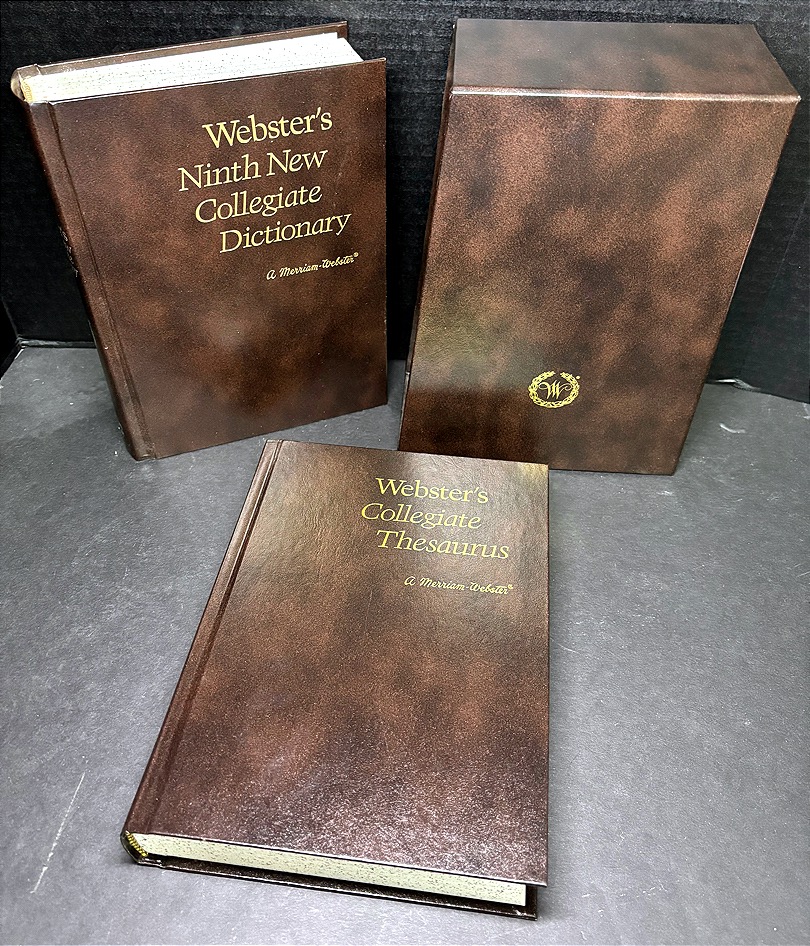 Webster's
Ninth New
Collegiate
Dictionary
a Merriam-Webster®
W
Webster's
Collegiate
Thesaurus
a Merriam-Webster®